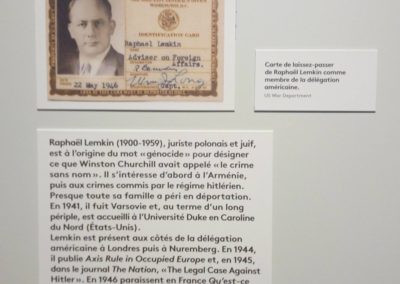 WASHINGTON, D.C.
IDENTIFICATION CARD
Raphael Lemkin
Adviser on Foreign
Affairs.
22 May 1946
Carte de laissez-passer
de Raphaël Lemkin comme
membre de la délégation
américaine.
US War Department
Raphaël Lemkin (1900-1959), juriste polonais et juif,
est à l'origine du mot «génocide» pour désigner
ce que Winston Churchill avait appelé «le crime
sans nom». Il s'intéresse d'abord à l'Arménie,
puis aux crimes commis par le régime hitlérien.
Presque toute sa famille a péri en déportation.
En 1941, il fuit Varsovie et, au terme d'un long
périple, est accueilli à l'Université Duke en Caroline
du Nord (États-Unis).
Lemkin est présent aux côtés de la délégation
américaine à Londres puis à Nuremberg. En 1944,
il publie Axis Rule in Occupied Europe et, en 1945,
dans le journal The Nation, «The Legal Case Against
Hitler». En 1946 paraissent en France Qu'est-ce